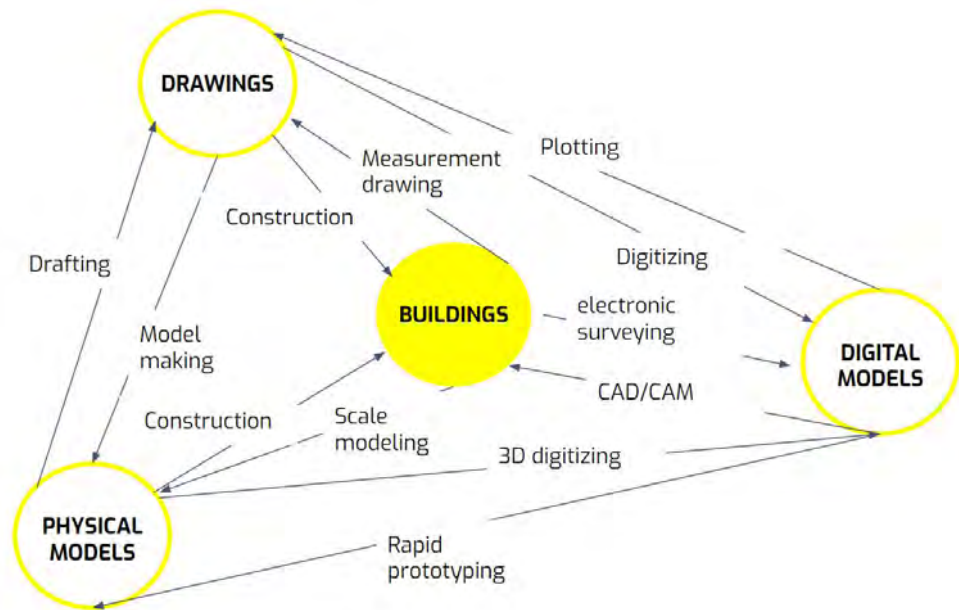 DRAWINGS
Plotting
Measurement
drawing
Construction
Digitizing
Drafting
BUILDINGS
electronic
surveying
Model
making
DIGITAL
MODELS
CAD/CAM
Construction
Scale
modeling
3D digitizing
PHYSICAL
MODELS
Rapid
prototyping